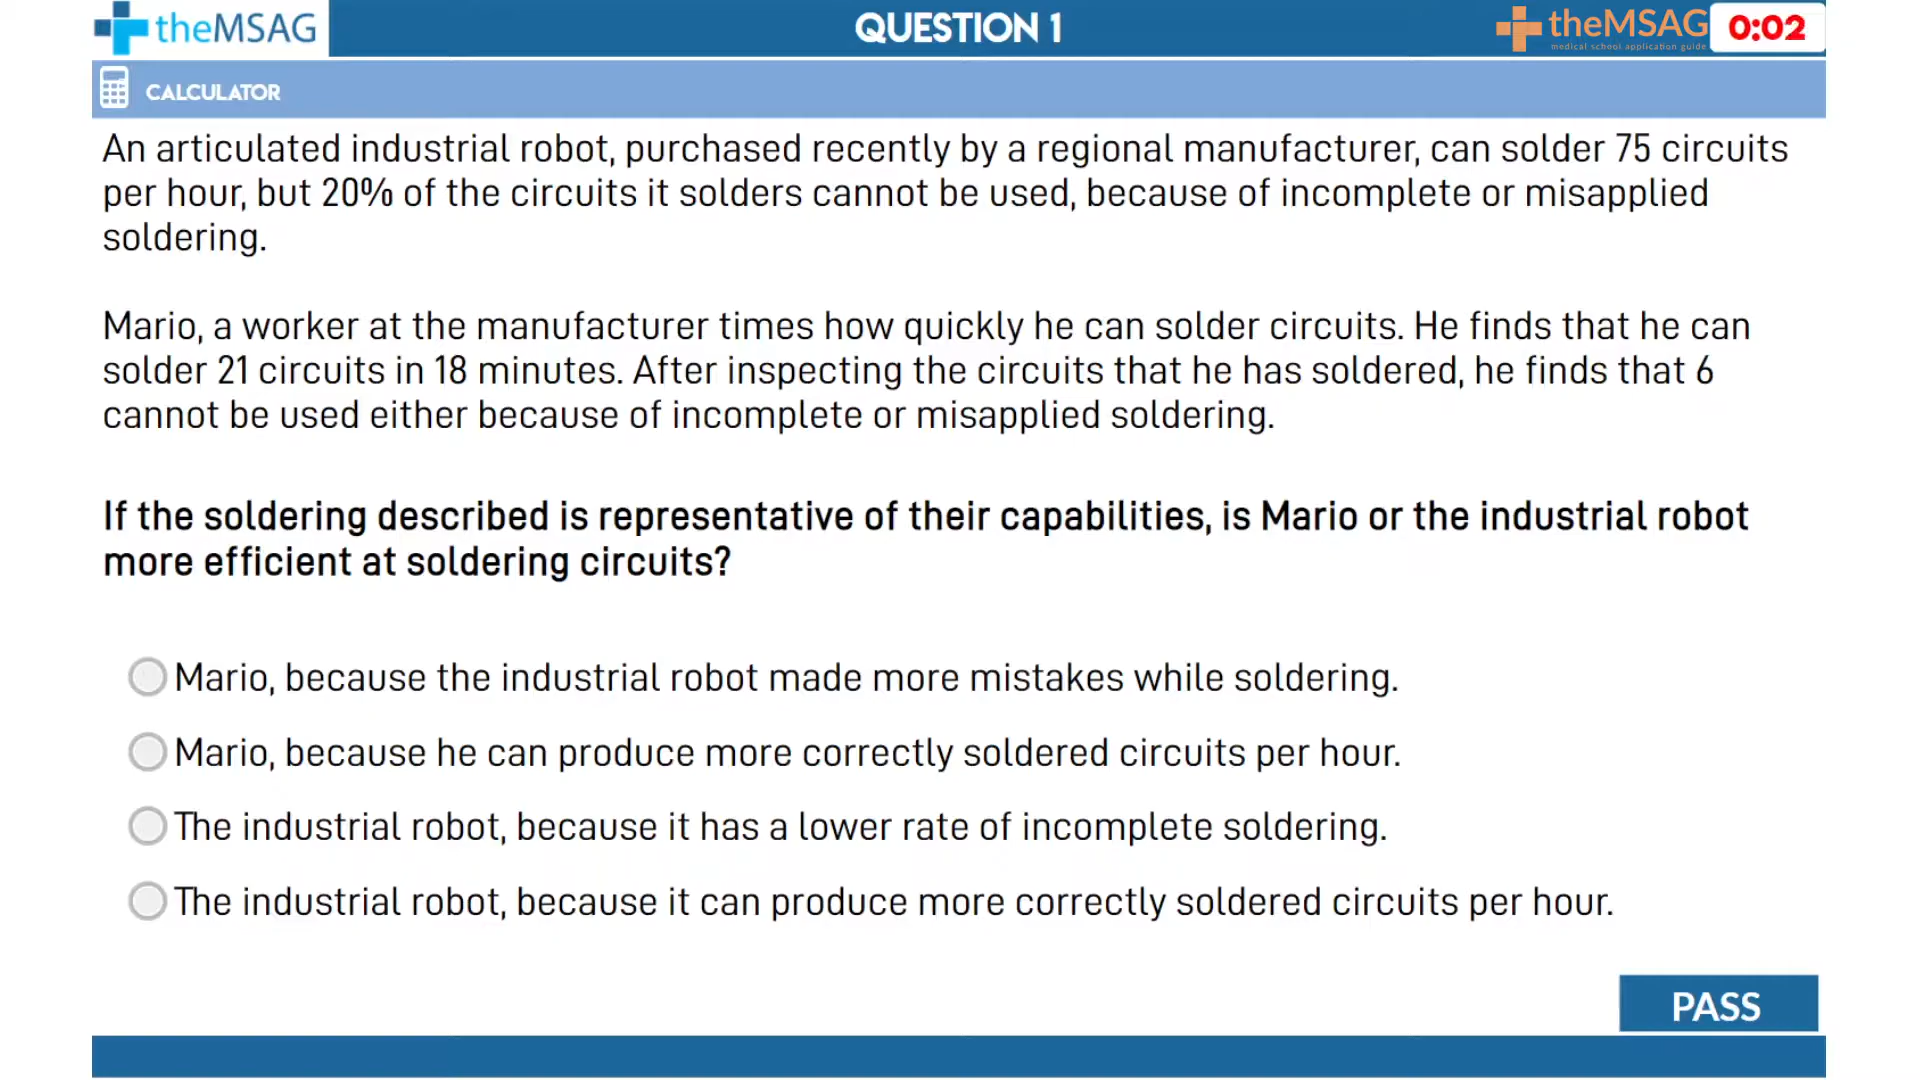 theMSAG
QUESTION 1
theMSAG
medical school application guide
0:02
CALCULATOR
An articulated industrial robot, purchased recently by a regional manufacturer, can solder 75 circuits
per hour, but 20% of the circuits it solders cannot be used, because of incomplete or misapplied
soldering.
Mario, a worker at the manufacturer times how quickly he can solder circuits. He finds that he can
solder 21 circuits in 18 minutes. After inspecting the circuits that he has soldered, he finds that 6
cannot be used either because of incomplete or misapplied soldering.
If the soldering described is representative of their capabilities, is Mario or the industrial robot
more efficient at soldering circuits?
Mario, because the industrial robot made more mistakes while soldering.
Mario, because he can produce more correctly soldered circuits per hour.
The industrial robot, because it has a lower rate of incomplete soldering.
The industrial robot, because it can produce more correctly soldered circuits per hour.
PASS